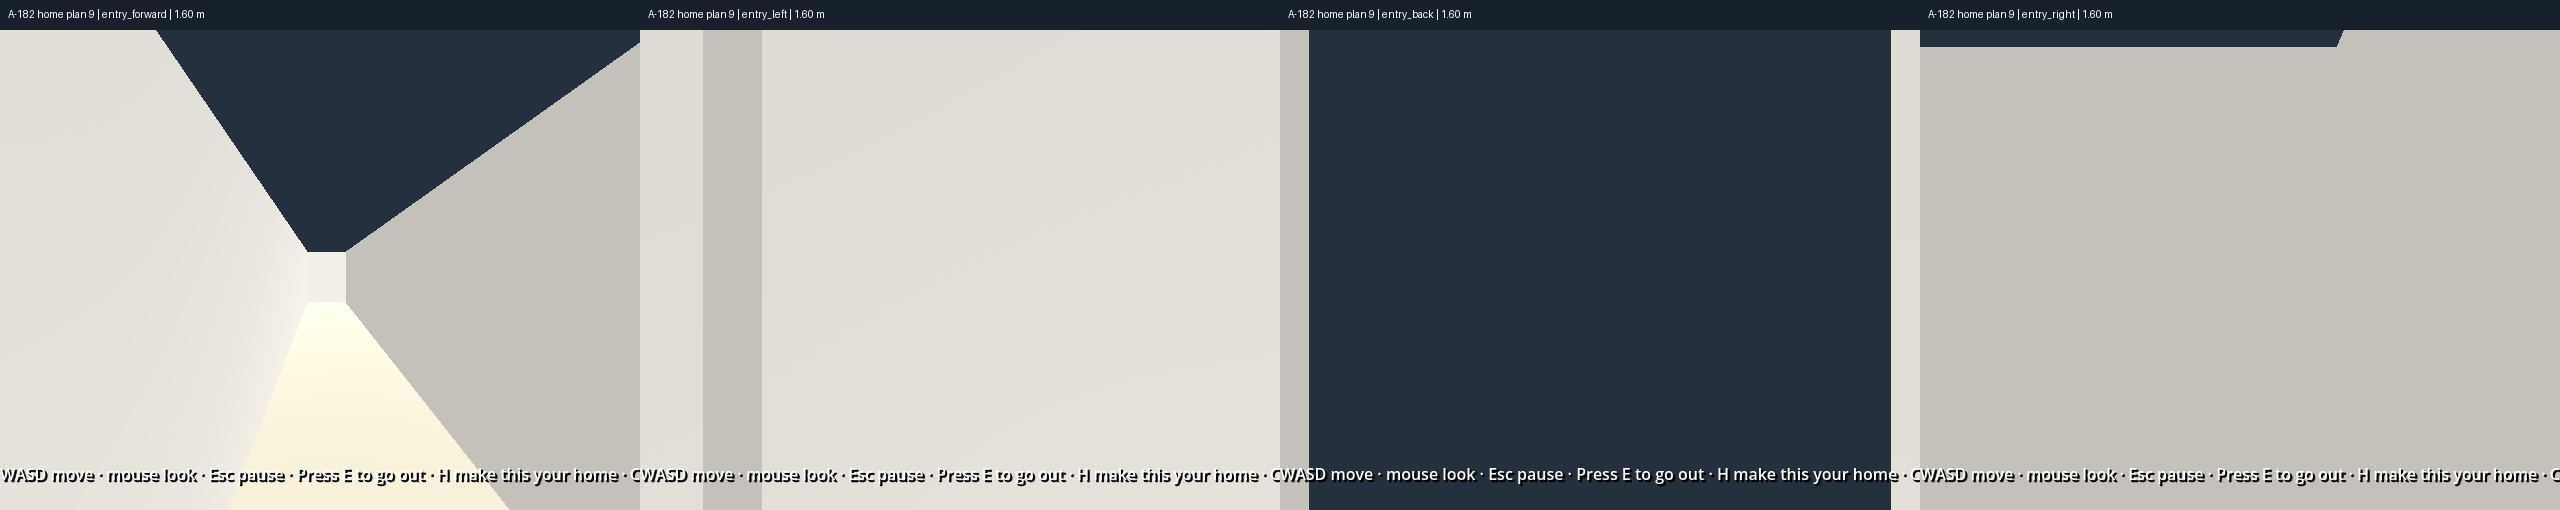 A-182 home plan 9 | entry_forward | 1.60 m
A-182 home plan 9 | entry_left | 1.60 m
A-182 home plan 9 | entry_back | 1.60 m
A-182 home plan 9 | entry_right | 1.60 m
WASD move · mouse look · Esc pause · Press E to go out · H make this your home · C
WASD move · mouse look · Esc pause · Press E to go out · H make this your home · C
WASD move · mouse look · Esc pause · Press E to go out · H make this your home · C
WASD move · mouse look · Esc pause · Press E to go out · H make this your home · C